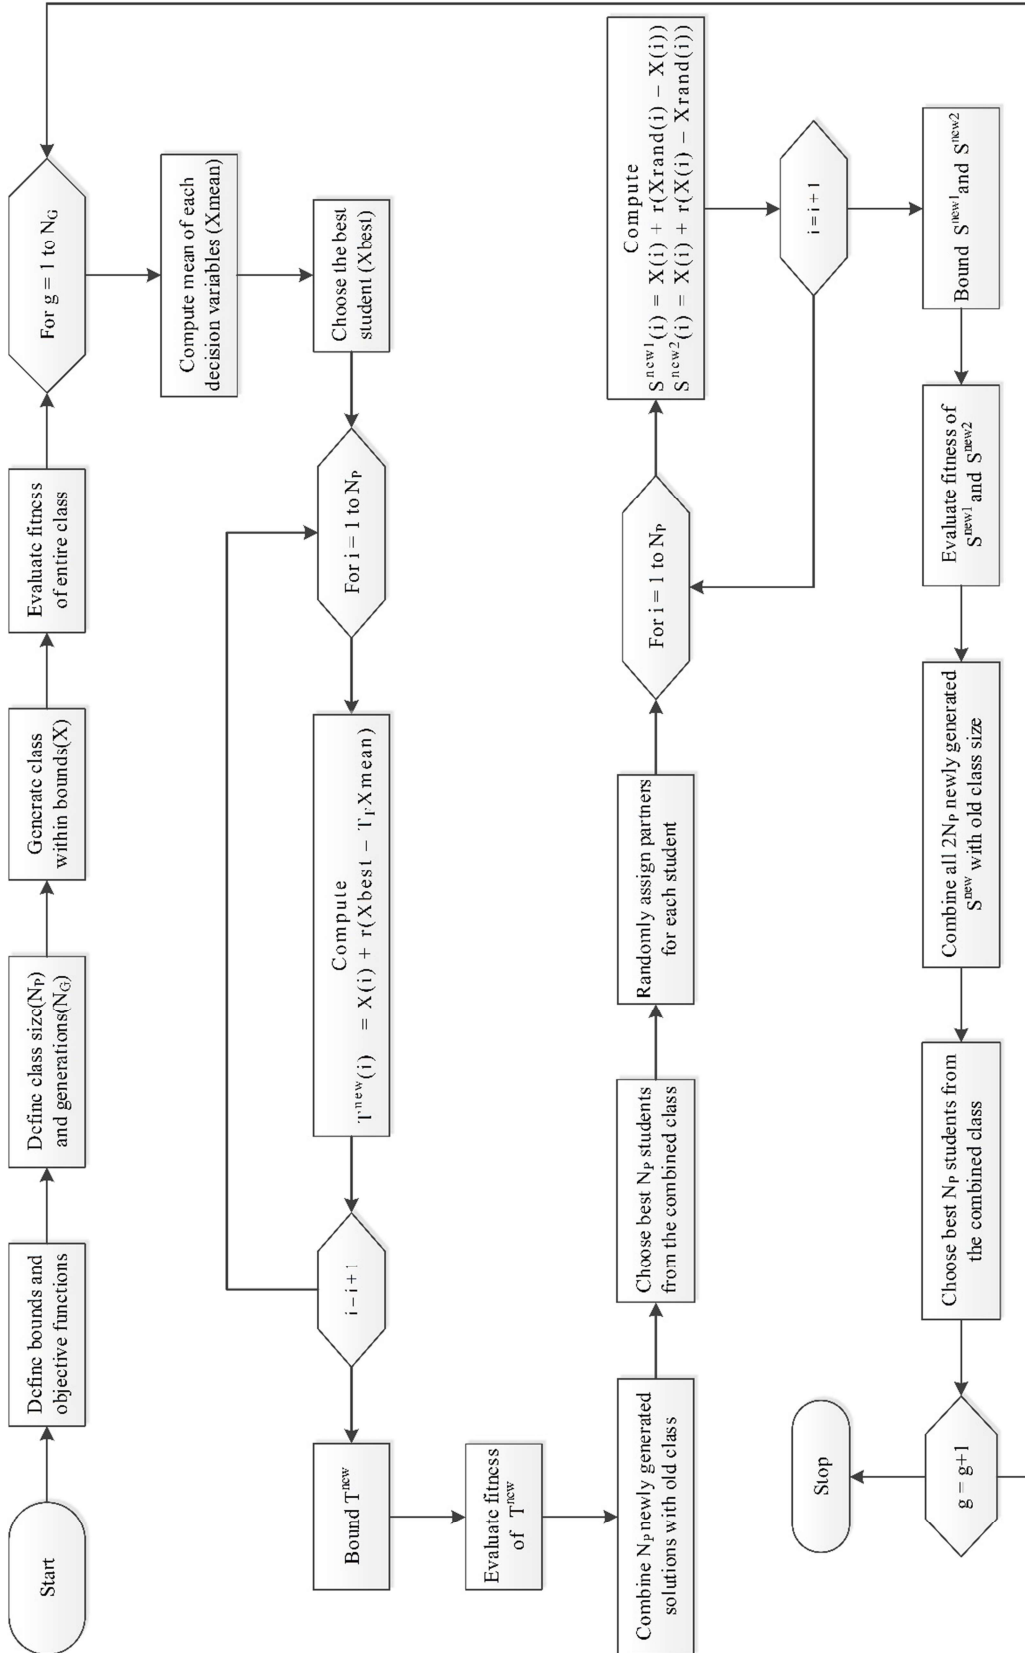 Start
Define bounds and
objective functions
Define class size(NP)
and generations(NG)
Generate class
within bounds(X)
Evaluate fitness
of entire class
For g = 1 to NG
Compute mean of each
decision variables (Xmean)
Choose the best
student (Xbest)
For i = 1 to NP
Compute
Tnew(i) = X(i) + r(Xbest − TFXmean)
i = i + 1
Bound Tnew
Evaluate fitness
of Tnew
Combine NP newly generated
solutions with old class
Choose best NP students
from the combined class
Randomly assign partners
for each student
For i = 1 to NP
Compute
Snew1(i) = X(i) + r(Xrand(i) − X(i))
Snew2(i) = X(i) + r(X(i) − Xrand(i))
i = i + 1
Bound Snew1 and Snew2
Evaluate fitness of
Snew1 and Snew2
Combine all 2NP newly generated
Snew with old class size
Choose best NP students from
the combined class
g = g+1
Stop